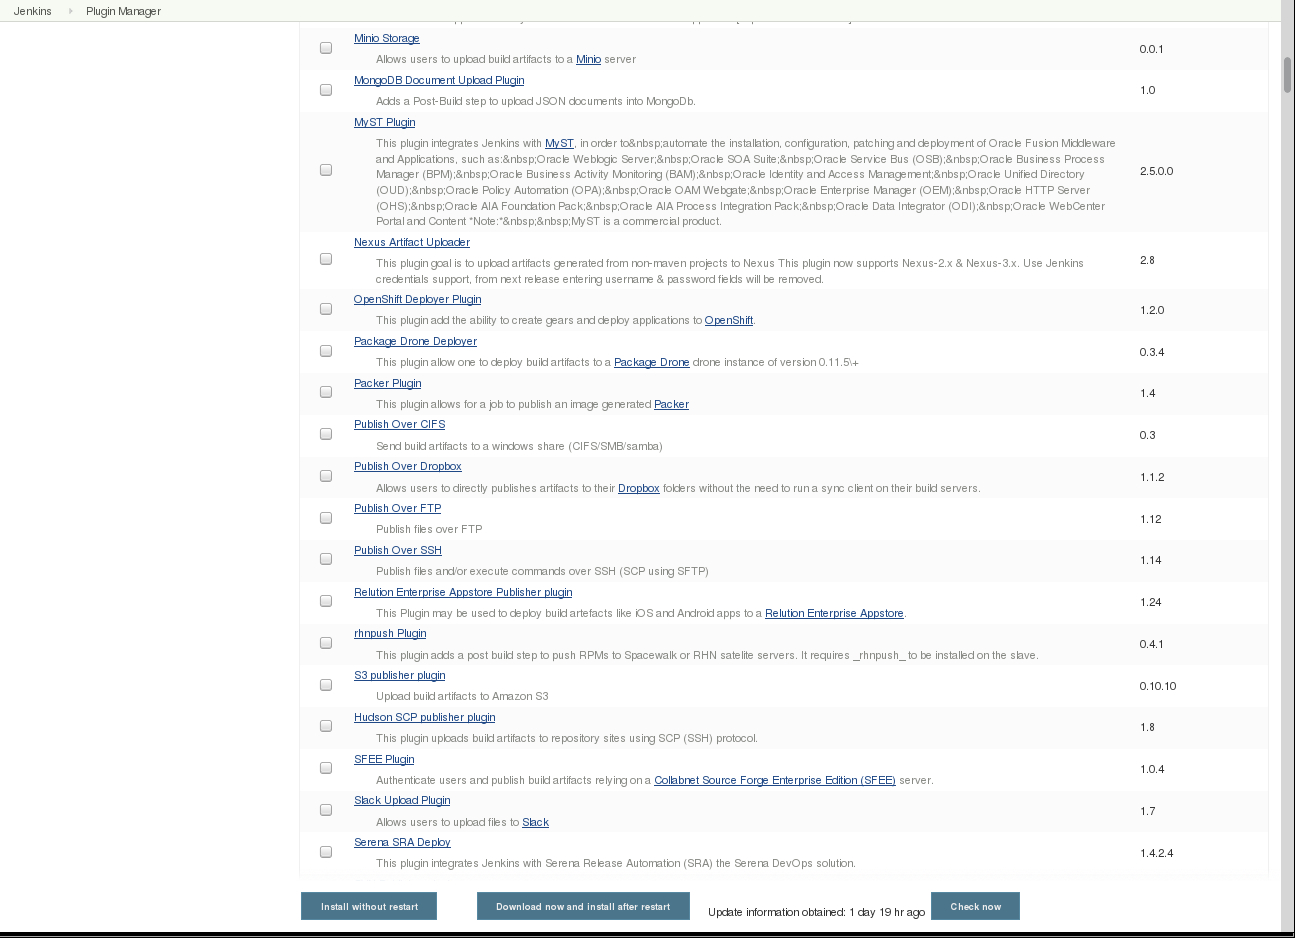 Jenkins Plugin Manager
Minio Storage
Allows users to upload build artifacts to a Minio server
0.0.1
MongoDB Document Upload Plugin
Adds a Post-Build step to upload JSON documents into MongoDb.
1.0
MyST Plugin
This plugin integrates Jenkins with MyST, in order to&nbsp;automate the installation, configuration, patching and deployment of Oracle Fusion Middleware
and Applications, such as:&nbsp;Oracle Weblogic Server;&nbsp;Oracle SOA Suite;&nbsp;Oracle Service Bus (OSB);&nbsp;Oracle Business Process
Manager (BPM);&nbsp;Oracle Business Activity Monitoring (BAM);&nbsp;Oracle Identity and Access Management;&nbsp;Oracle Unified Directory
(OUD);&nbsp;Oracle Policy Automation (OPA);&nbsp;Oracle OAM Webgate;&nbsp;Oracle Enterprise Manager (OEM);&nbsp;Oracle HTTP Server
(OHS);&nbsp;Oracle AIA Foundation Pack;&nbsp;Oracle AIA Process Integration Pack;&nbsp;Oracle Data Integrator (ODI);&nbsp;Oracle WebCenter
Portal and Content *Note:*&nbsp;&nbsp;MyST is a commercial product.
2.5.0.0
Nexus Artifact Uploader
This plugin goal is to upload artifacts generated from non-maven projects to Nexus This plugin now supports Nexus-2.x & Nexus-3.x. Use Jenkins
credentials support, from next release entering username & password fields will be removed.
2.8
OpenShift Deployer Plugin
This plugin add the ability to create gears and deploy applications to OpenShift.
1.2.0
Package Drone Deployer
This plugin allow one to deploy build artifacts to a Package Drone drone instance of version 0.11.5\+
0.3.4
Packer Plugin
This plugin allows for a job to publish an image generated Packer
1.4
Publish Over CIFS
Send build artifacts to a windows share (CIFS/SMB/samba)
0.3
Publish Over Dropbox
Allows users to directly publishes artifacts to their Dropbox folders without the need to run a sync client on their build servers.
1.1.2
Publish Over FTP
Publish files over FTP
1.12
Publish Over SSH
Publish files and/or execute commands over SSH (SCP using SFTP)
1.14
Relution Enterprise Appstore Publisher plugin
This Plugin may be used to deploy build artefacts like iOS and Android apps to a Relution Enterprise Appstore.
1.24
rhnpush Plugin
This plugin adds a post build step to push RPMs to Spacewalk or RHN satelite servers. It requires _rhnpush_ to be installed on the slave.
0.4.1
S3 publisher plugin
Upload build artifacts to Amazon S3
0.10.10
Hudson SCP publisher plugin
This plugin uploads build artifacts to repository sites using SCP (SSH) protocol.
1.8
SFEE Plugin
Authenticate users and publish build artifacts relying on a Collabnet Source Forge Enterprise Edition (SFEE) server.
1.0.4
Slack Upload Plugin
Allows users to upload files to Slack
1.7
Serena SRA Deploy
This plugin integrates Jenkins with Serena Release Automation (SRA) the Serena DevOps solution.
1.4.2.4
Install without restart Download now and install after restart Update information obtained: 1 day 19 hr ago Check now